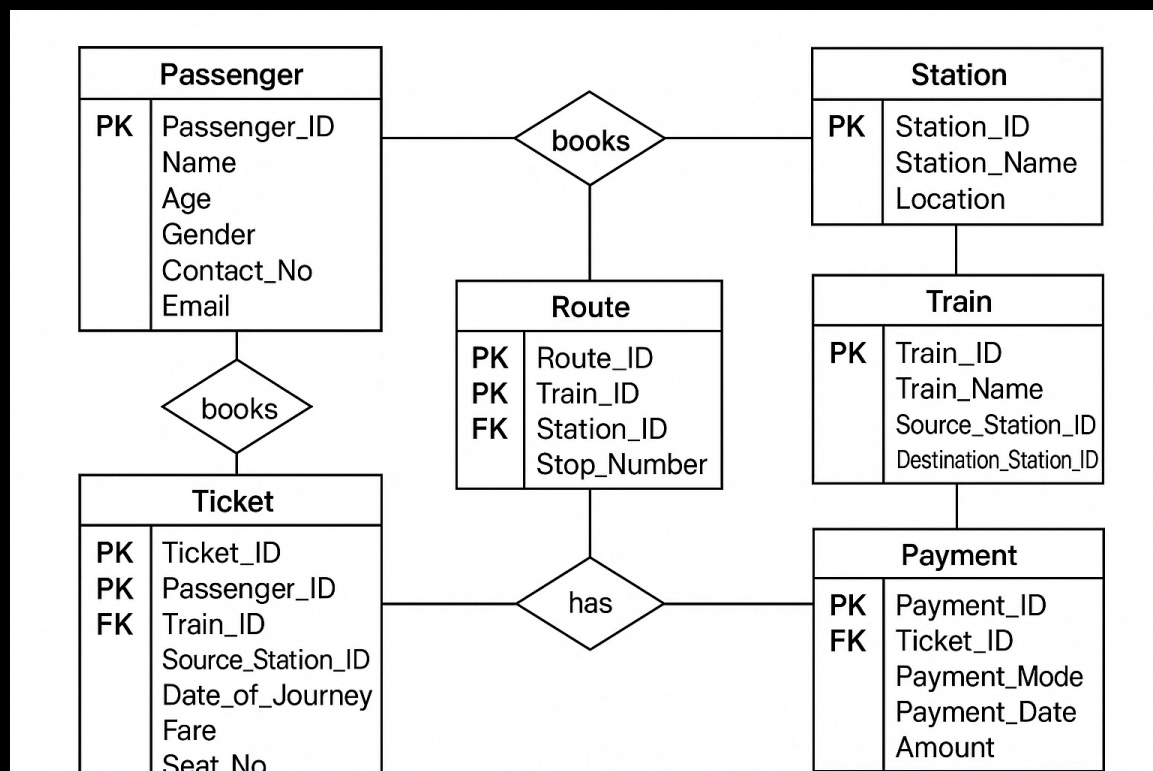 Passenger
PK Passenger_ID
Name
Age
Gender
Contact_No
Email
books
Station
PK Station_ID
Station_Name
Location
Route
PK Route_ID
PK Train_ID
FK Station_ID
Stop_Number
Train
PK Train_ID
Train_Name
Source_Station_ID
Destination_Station_ID
books
Ticket
PK Ticket_ID
PK Passenger_ID
FK Train_ID
Source_Station_ID
Date_of_Journey
Fare
Seat_No
has
Payment
PK Payment_ID
FK Ticket_ID
Payment_Mode
Payment_Date
Amount